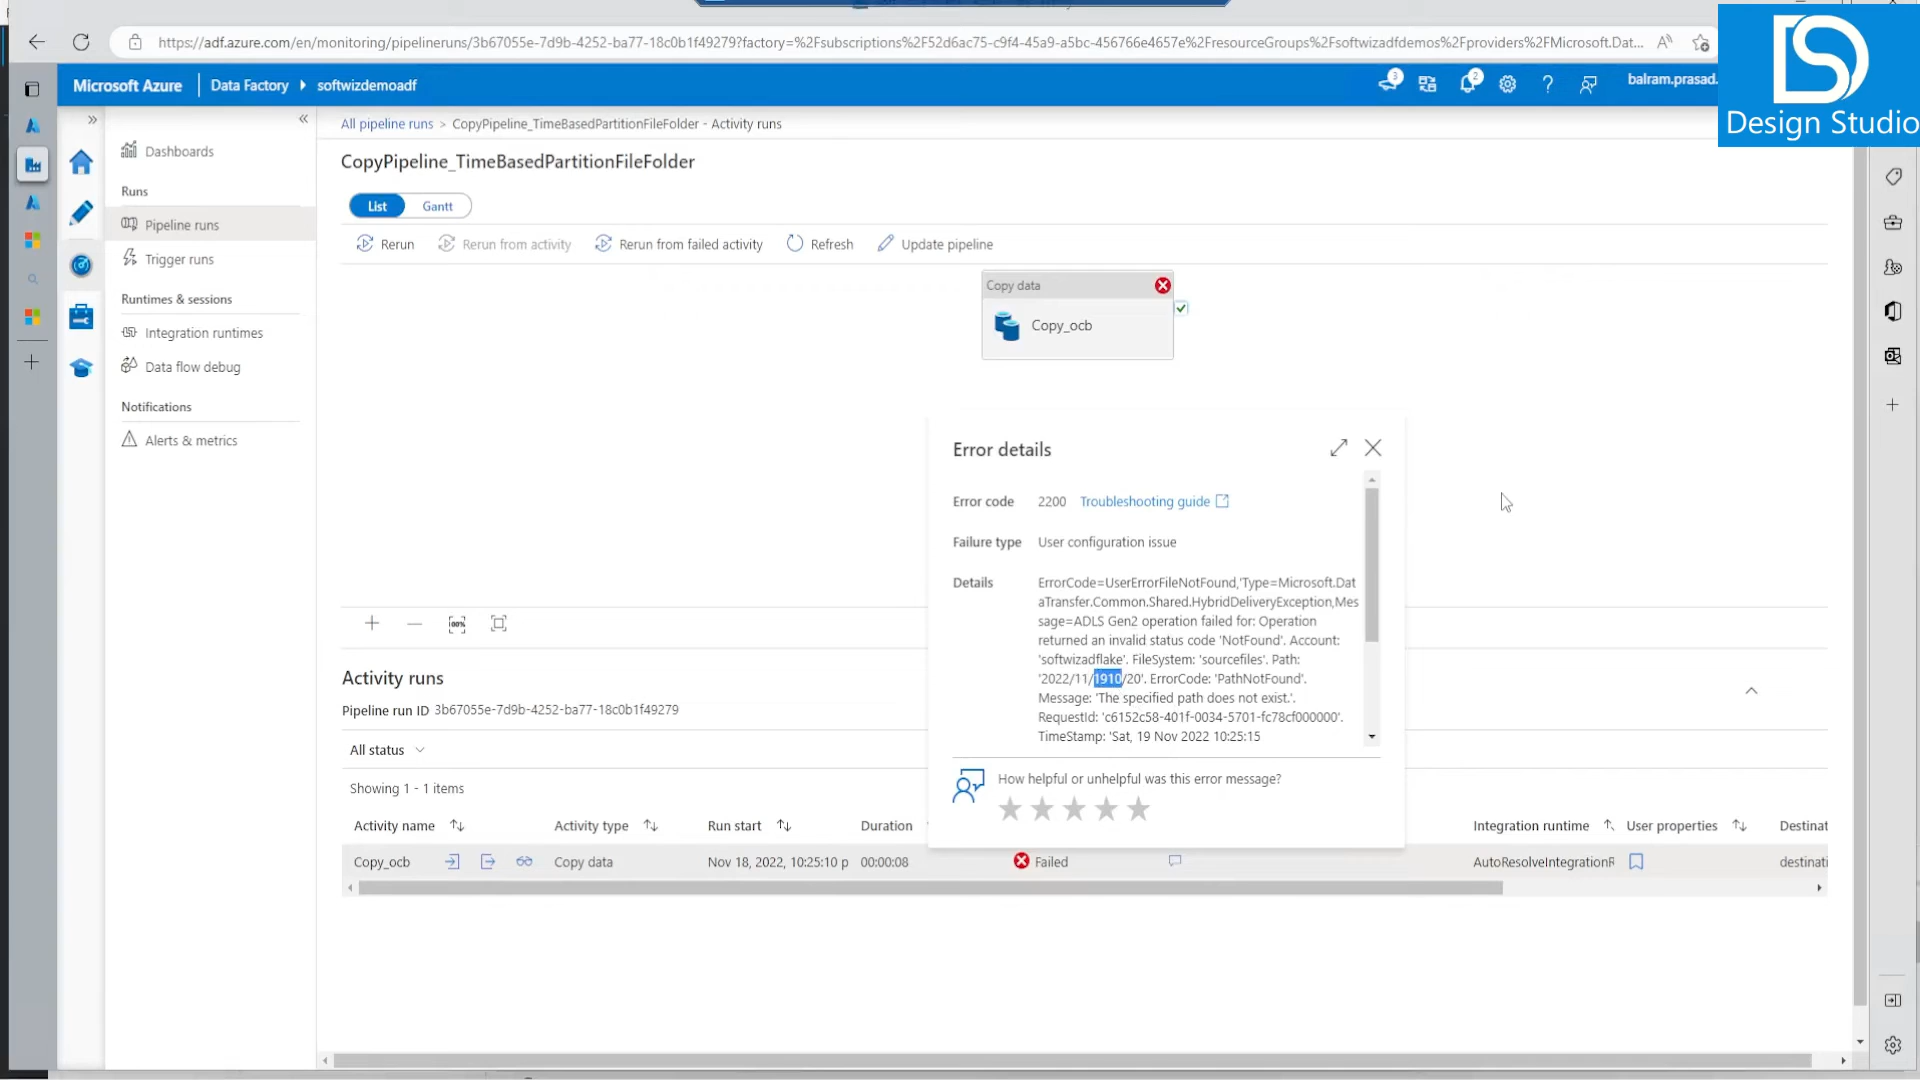 https://adf.azure.com/en/monitoring/pipelineruns/3b67055e-7d9b-4252-ba77-18c0b1f49279?factory=%2Fsubscriptions%2F52d6ac75-c9f4-45a9-a5bc-456766e4657e%2FresourceGroups%2Fsoftwizadfdemos%2Fproviders%2FMicrosoft.Dat...
Microsoft Azure
Data Factory
softwizdemoadf
3
2
balram.prasad.
Design Studio
All pipeline runs > CopyPipeline_TimeBasedPartitionFileFolder - Activity runs
CopyPipeline_TimeBasedPartitionFileFolder
Dashboards
Runs
Pipeline runs
Trigger runs
Runtimes & sessions
Integration runtimes
Data flow debug
Notifications
Alerts & metrics
List
Gantt
Rerun
Rerun from activity
Rerun from failed activity
Refresh
Update pipeline
Copy data
Copy_ocb
Error details
Error code 2200 Troubleshooting guide
Failure type User configuration issue
Details ErrorCode=UserErrorFileNotFound,'Type=Microsoft.Dat
aTransfer.Common.Shared.HybridDeliveryException,Mes
sage=ADLS Gen2 operation failed for: Operation
returned an invalid status code 'NotFound'. Account:
'softwizadflake'. FileSystem: 'sourcefiles'. Path:
'2022/11/1910/20'. ErrorCode: 'PathNotFound'.
Message: 'The specified path does not exist.'.
RequestId: 'c6152c58-401f-0034-5701-fc78cf000000'.
TimeStamp: 'Sat, 19 Nov 2022 10:25:15
How helpful or unhelpful was this error message?
100%
Activity runs
Pipeline run ID 3b67055e-7d9b-4252-ba77-18c0b1f49279
All status
Showing 1 - 1 items
Activity name
Activity type
Run start
Duration
Integration runtime
User properties
Destinat
Copy_ocb
Copy data
Nov 18, 2022, 10:25:10 p
00:00:08
Failed
AutoResolveIntegrationR
destinati